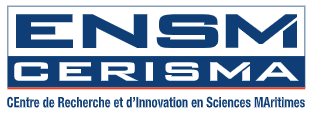 ENSM
CERISMA
CEntre de Recherche et d'Innovation en Sciences MAritimes